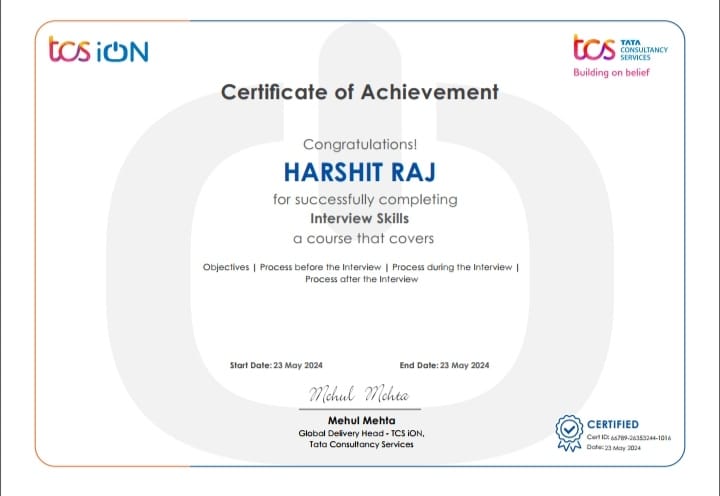 tcs iON
tcs TATA
CONSULTANCY
SERVICES
Building on belief
Certificate of Achievement
Congratulations!
HARSHIT RAJ
for successfully completing
Interview Skills
a course that covers
Objectives | Process before the Interview | Process during the Interview |
Process after the Interview
Start Date: 23 May 2024 End Date: 23 May 2024
Mehul Mehta
Mehul Mehta
Global Delivery Head - TCS iON,
Tata Consultancy Services
CERTIFIED
Cert ID: 66789-26353244-1016
Date: 23 May 2024